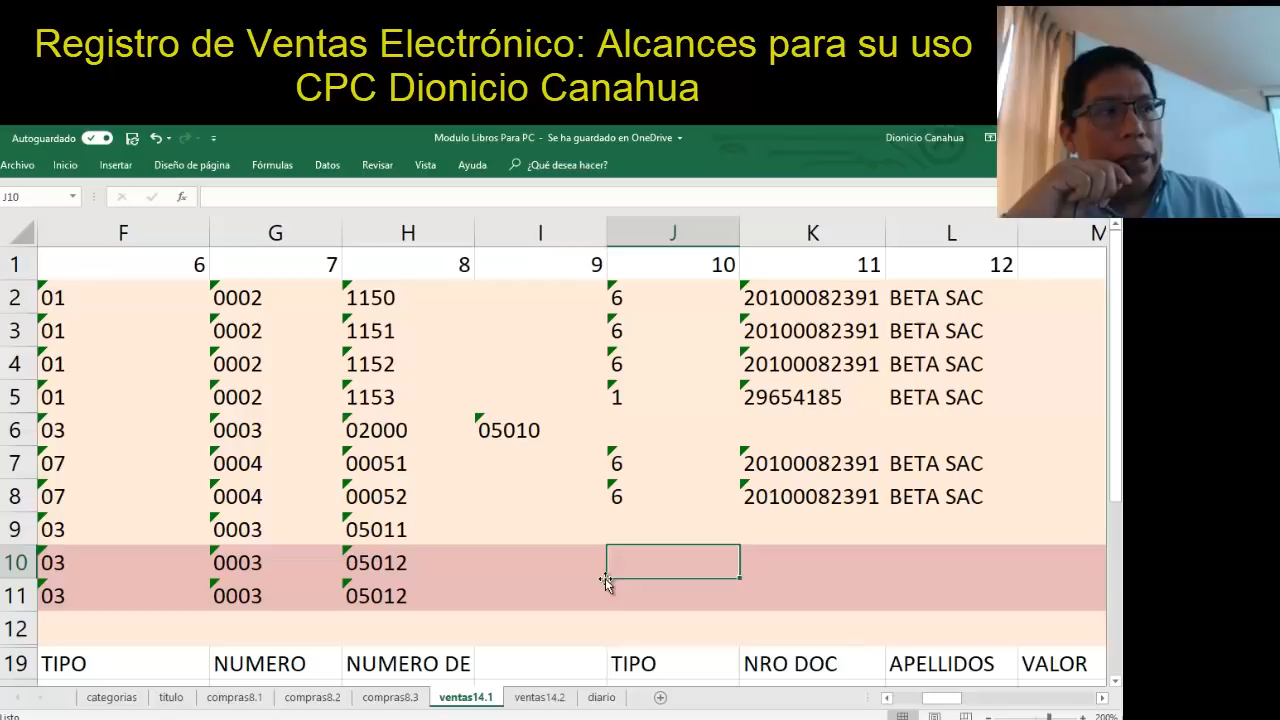 Registro de Ventas Electrónico: Alcances para su uso
CPC Dionicio Canahua
Autoguardado Modulo Libros Para PC - Se ha guardado en OneDrive Dionicio Canahua
Archivo Inicio Insertar Diseño de página Fórmulas Datos Revisar Vista Ayuda ¿Qué desea hacer?
J10 fx
F G H I J K L M
1 6 7 8 9 10 11 12
2 01 0002 1150 6 20100082391 BETA SAC
3 01 0002 1151 6 20100082391 BETA SAC
4 01 0002 1152 6 20100082391 BETA SAC
5 01 0002 1153 1 29654185 BETA SAC
6 03 0003 02000 05010
7 07 0004 00051 6 20100082391 BETA SAC
8 07 0004 00052 6 20100082391 BETA SAC
9 03 0003 05011
10 03 0003 05012
11 03 0003 05012
12
19 TIPO NUMERO NUMERO DE TIPO NRO DOC APELLIDOS VALOR
categorias titulo compras8.1 compras8.2 compras8.3 ventas14.1 ventas14.2 diario
Listo 200%